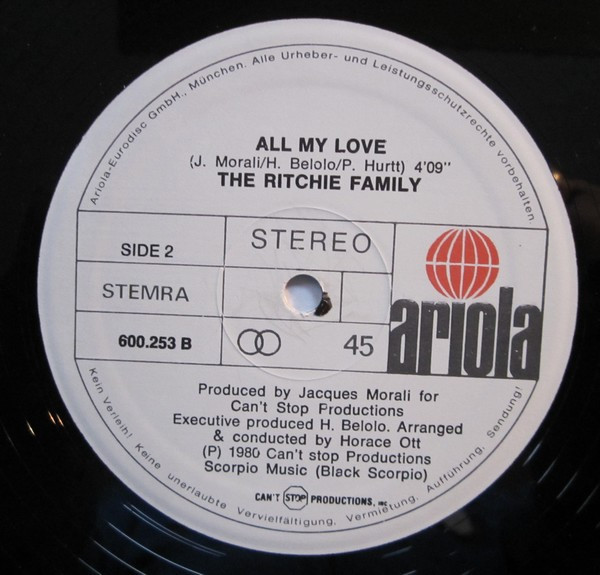 Ariola-Eurodisc GmbH., München. Alle Urheber- und Leistungsschutzrechte vorbehalten.
ALL MY LOVE
(J. Morali/H. Belolo/P. Hurtt) 4'09"
THE RITCHIE FAMILY
SIDE 2
STEREO
STEMRA
600.253 B
45
ariola
Produced by Jacques Morali for
Can't Stop Productions
Executive produced H. Belolo. Arranged
& conducted by Horace Ott
(P) 1980 Can't stop Productions
Scorpio Music (Black Scorpio)
CAN'T STOP PRODUCTIONS, INC.
Kein Verleih! Keine unerlaubte Vervielfältigung, Vermietung, Aufführung, Sendung!